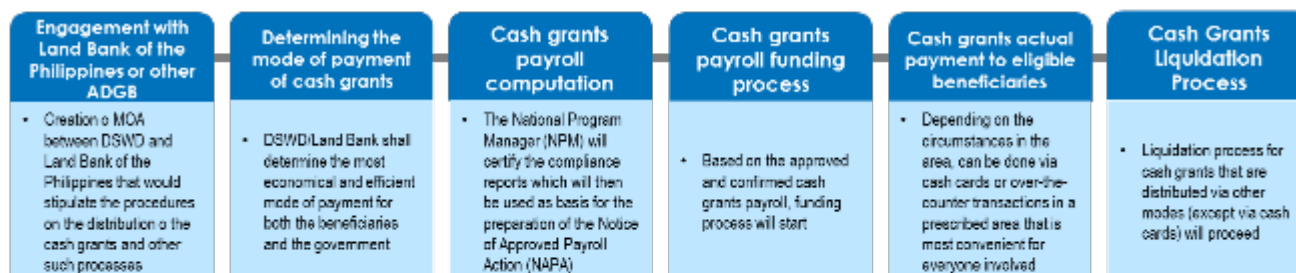 Engagement with
Land Bank of the
Philippines or other
ADGB
• Creation o MOA
between DSWD and
Land Bank of the
Philippines that would
stipulate the procedures
on the distribution o the
cash grants and other
such processes
Determining the
mode of payment
of cash grants
• DSWD/Land Bank shall
determine the most
economical and efficient
mode of payment for
both the beneficiaries
and the government
Cash grants
payroll
computation
• The National Program
Manager (NPM) will
certify the compliance
reports which will then
be used as basis for the
preparation of the Notice
of Approved Payroll
Action (NAPA)
Cash grants
payroll funding
process
• Based on the approved
and confirmed cash
grants payroll, funding
process will start
Cash grants actual
payment to eligible
beneficiaries
• Depending on the
circumstances in the
area, can be done via
cash cards or over-the-
counter transactions in a
prescribed area that is
most convenient for
everyone involved
Cash Grants
Liquidation
Process
• Liquidation process for
cash grants that are
distributed via other
modes (except via cash
cards) will proceed